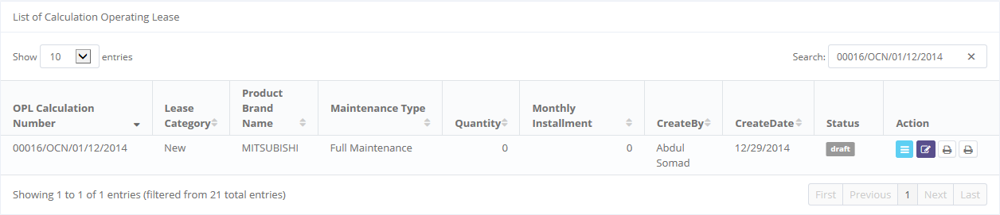 List of Calculation Operating Lease
Show 10 entries Search: 00016/OCN/01/12/2014 ×
OPL Calculation Number Lease Category Product Brand Name Maintenance Type Quantity Monthly Installment CreateBy CreateDate Status Action
00016/OCN/01/12/2014 New MITSUBISHI Full Maintenance 0 0 Abdul Somad 12/29/2014 draft
Showing 1 to 1 of 1 entries (filtered from 21 total entries) First Previous 1 Next Last